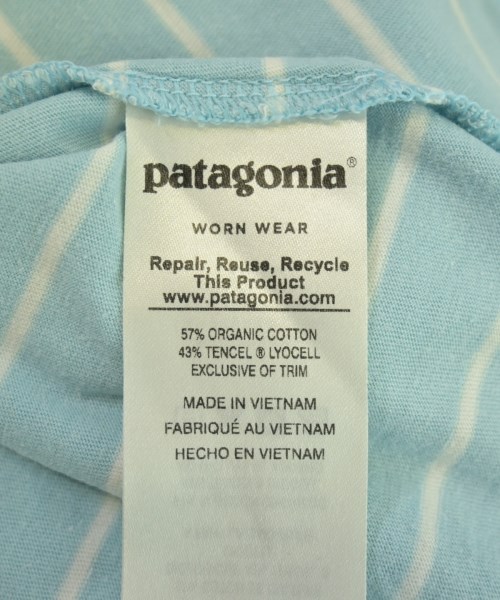 patagonia®
WORN WEAR
Repair, Reuse, Recycle
This Product
www.patagonia.com
57% ORGANIC COTTON
43% TENCEL ® LYOCELL
EXCLUSIVE OF TRIM
MADE IN VIETNAM
FABRIQUÉ AU VIETNAM
HECHO EN VIETNAM